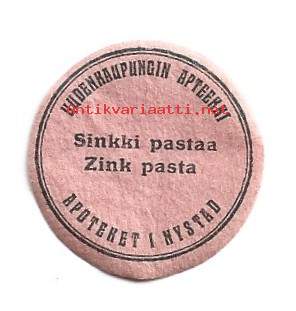 UUDENKAUPUNGIN APTEEKKI
antikvariaatti.net
Sinkki pastaa
Zink pasta
APOTEKET I NYSTAD